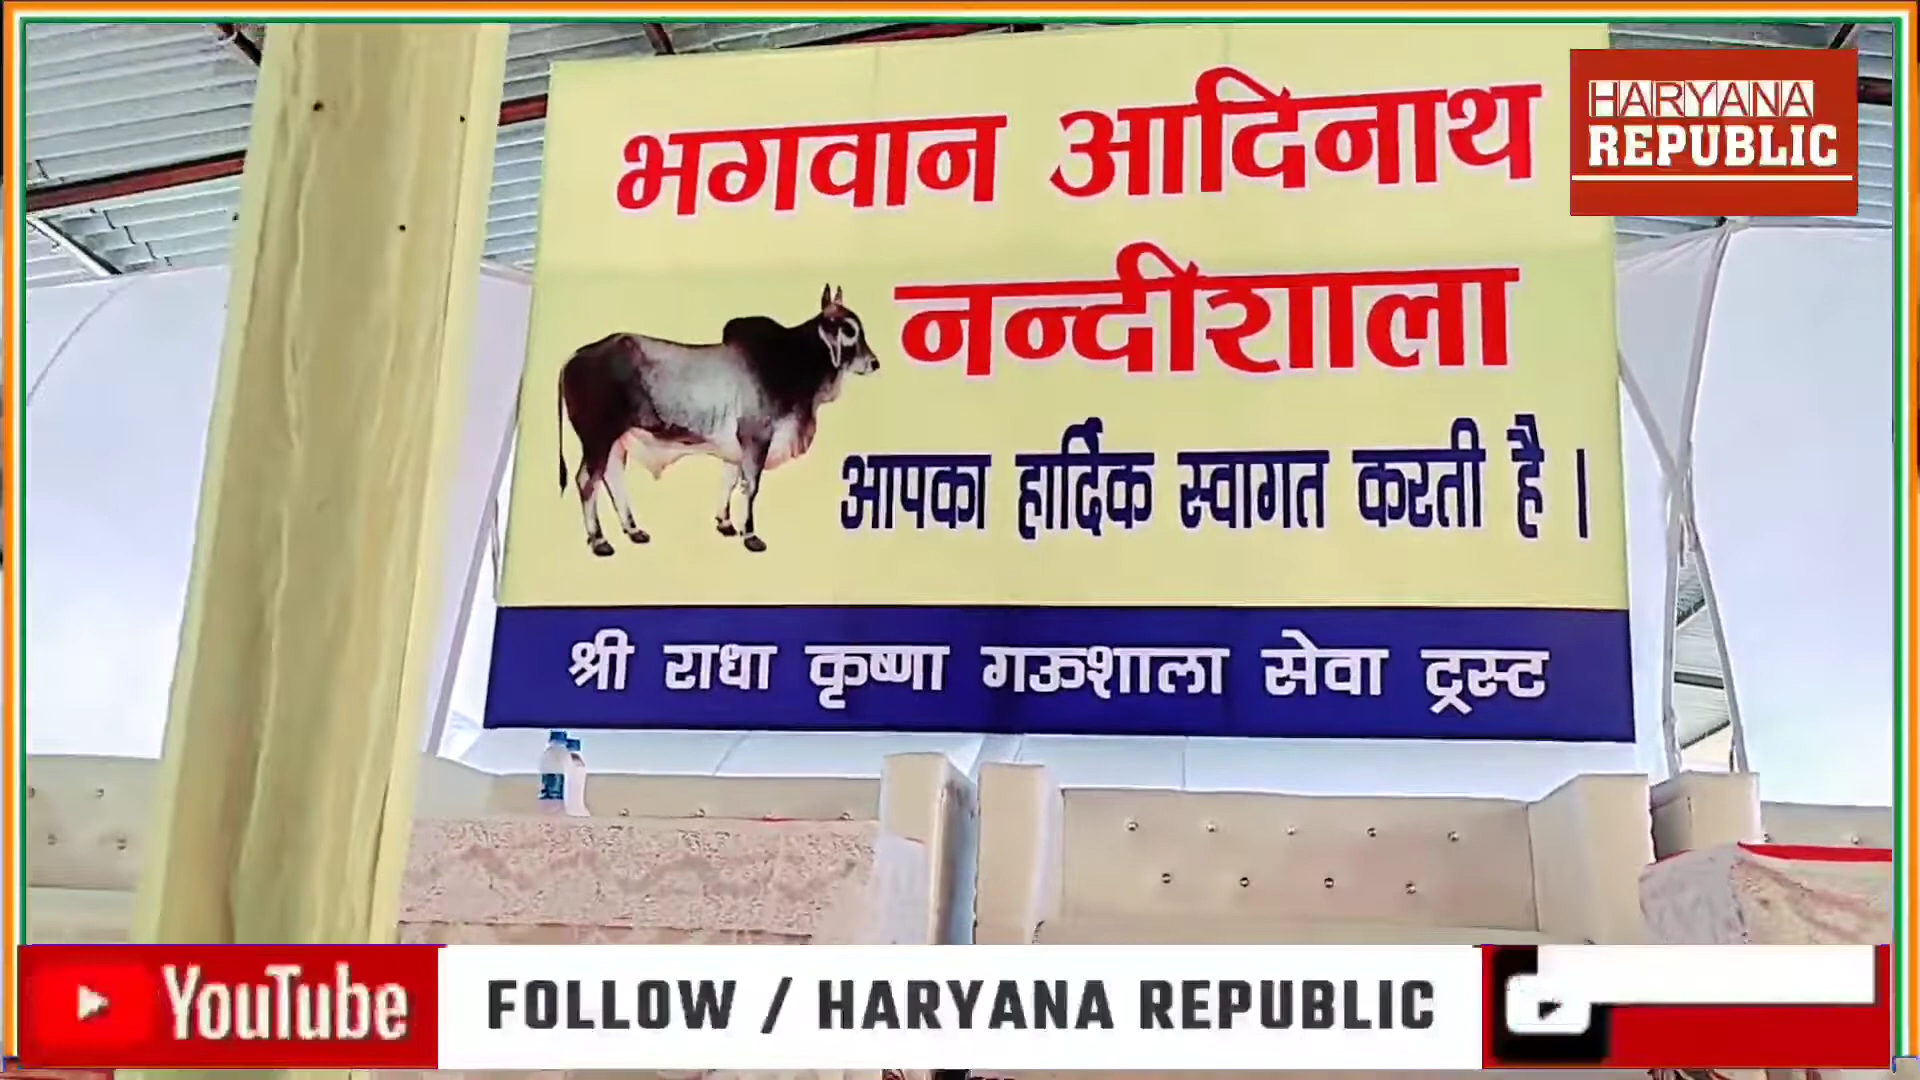 HARYANA
REPUBLIC
भगवान आदिनाथ
नन्दीशाला
आपका हार्दिक स्वागत करती है।
श्री राधा कृष्णा गऊशाला सेवा ट्रस्ट
YouTube
FOLLOW / HARYANA REPUBLIC